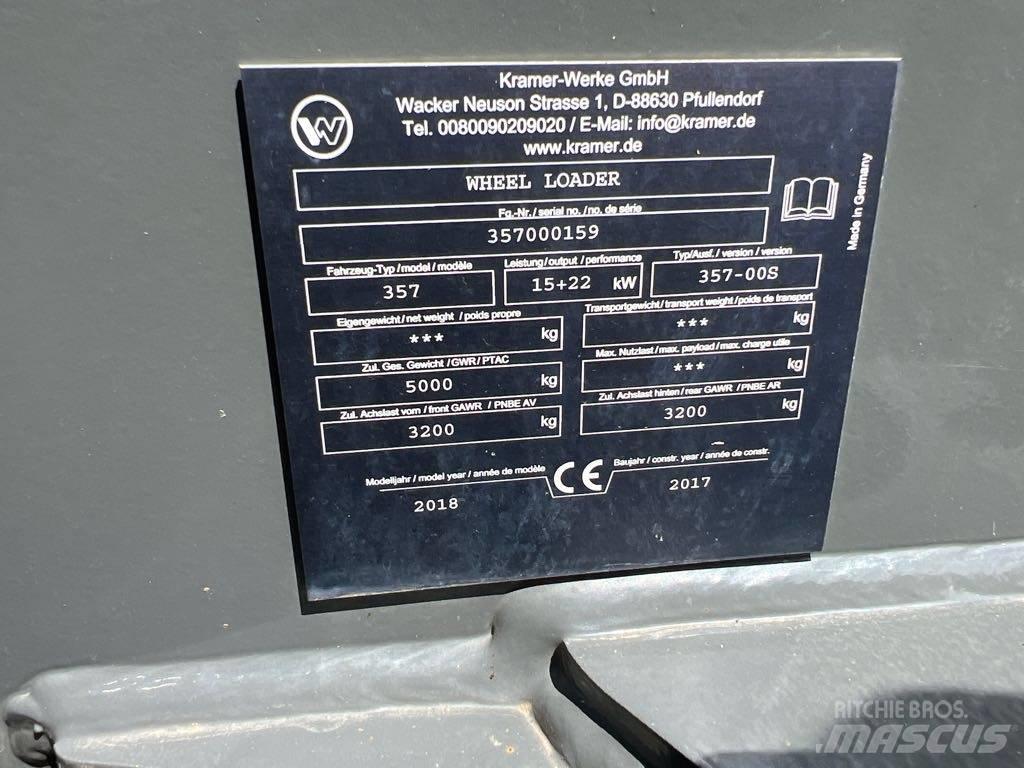 Kramer-Werke GmbH
Wacker Neuson Strasse 1, D-88630 Pfullendorf
Tel. 0080090209020 / E-Mail: info@kramer.de
www.kramer.de
W
WHEEL LOADER
Made in Germany
Fg.-Nr./ serial no. / no. de série
357000159
Fahrzeug-Typ / model / modèle
357
Leistung / output / performance
15+22 kW
Typ/Ausf. / version / version
357-00S
Eigengewicht / net weight / poids propre
*** kg
Transportgewicht / transport weight / poids de transport
*** kg
Zul. Ges. Gewicht / GWR / PTAC
5000 kg
Max. Nutzlast / max. payload / max. charge utile
*** kg
Zul. Achslast vorn / front GAWR / PNBE AV
3200 kg
Zul. Achslast hinten / rear GAWR / PNBE AR
3200 kg
Modelljahr / model year / année de modèle
2018
CE
Baujahr / constr. year / année de constr.
2017
RITCHIE BROS.
MASCUS